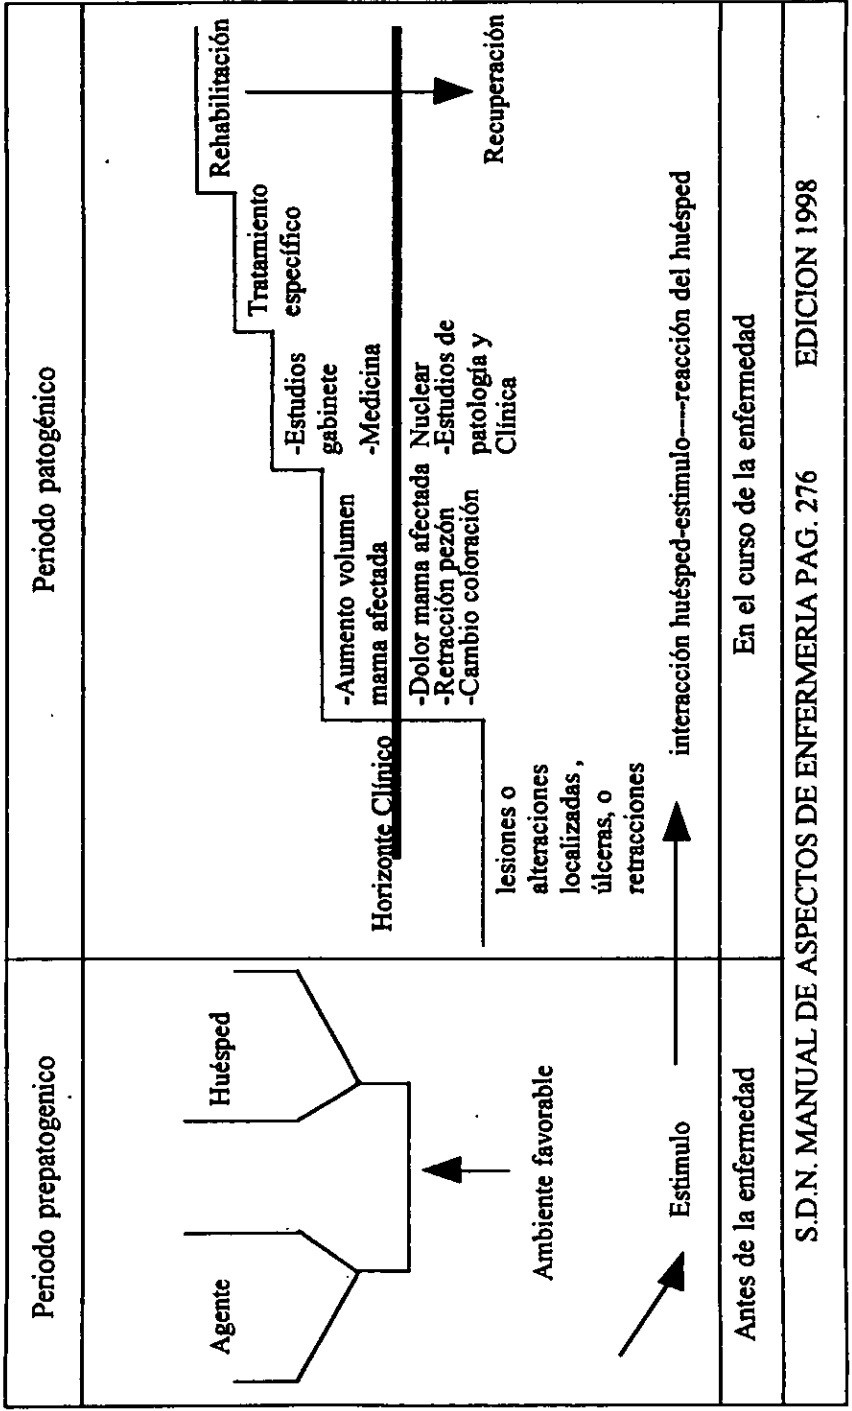 Periodo prepatogenico
Periodo patogénico
Agente
Huésped
Ambiente favorable
Estimulo
Horizonte Clínico
lesiones o
alteraciones
localizadas ,
úlceras, o
retracciones
-Aumento volumen
mama afectada
-Dolor mama afectada
-Retracción pezón
-Cambio coloración
-Estudios
gabinete
-Medicina
Nuclear
-Estudios de
patología y
Clínica
Tratamiento
específico
Rehabilitación
Recuperación
interacción huésped-estimulo----reacción del huésped
Antes de la enfermedad
En el curso de la enfermedad
S.D.N. MANUAL DE ASPECTOS DE ENFERMERIA PAG. 276 EDICION 1998